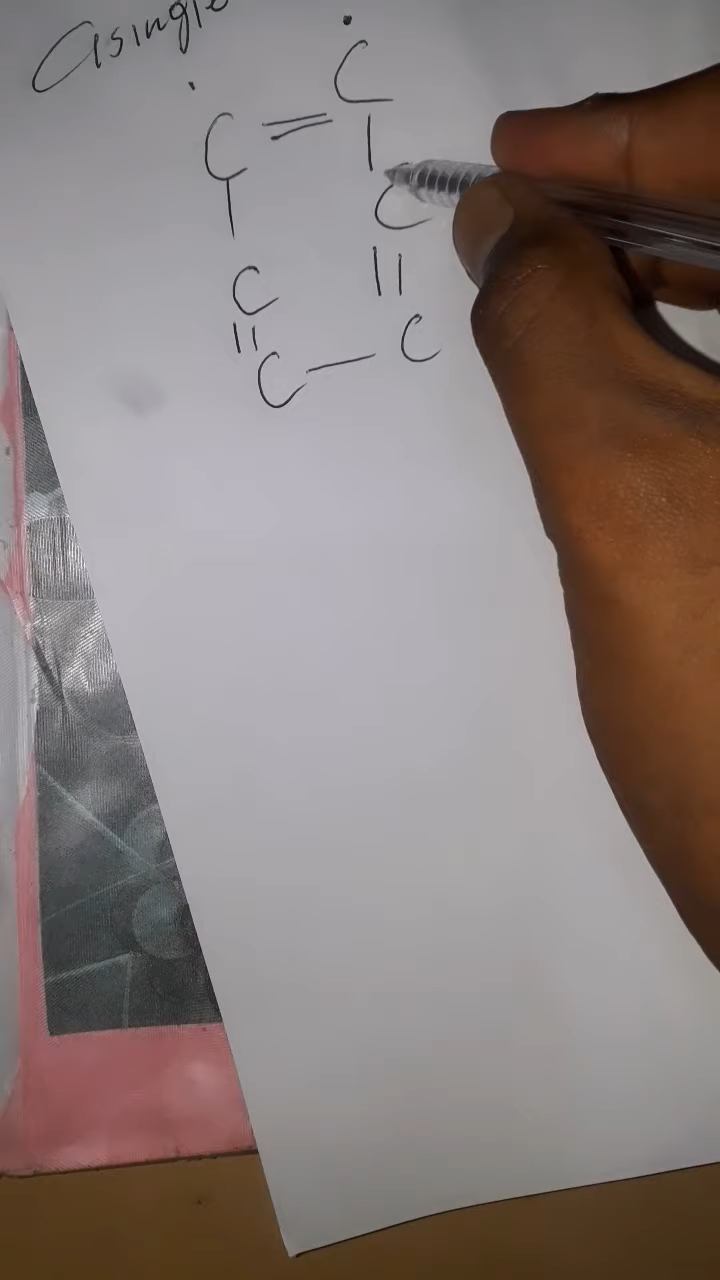 asingle
C = C
| |
C C
|| ||
C — C